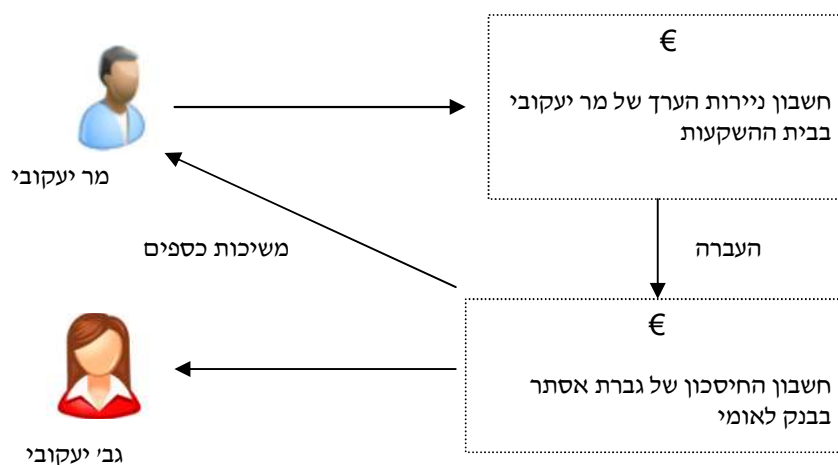 €
חשבון ניירות הערך של מר יעקובי
בבית ההשקעות
מר יעקובי
משיכות כספים
העברה
€
חשבון החיסכון של גברת אסתר
בבנק לאומי
גב' יעקובי